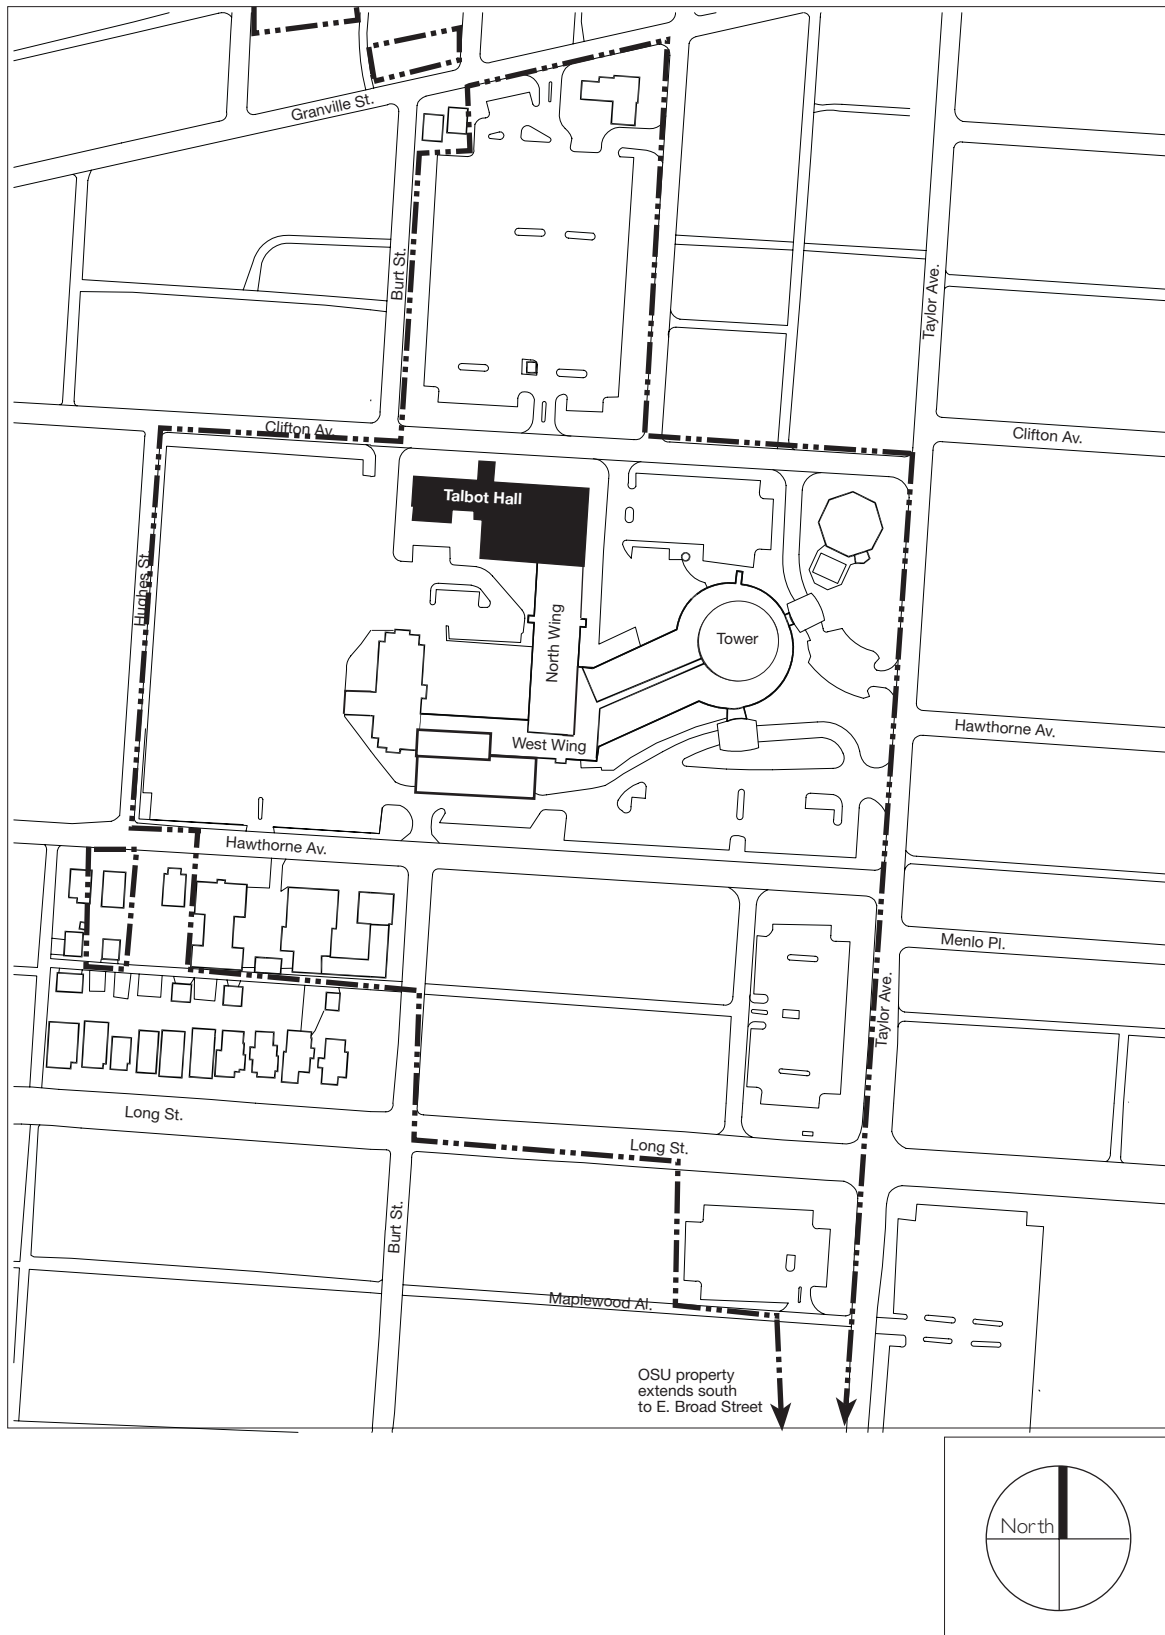 Granville St.
Burt St.
Taylor Ave.
Clifton Av.
Clifton Av.
Talbot Hall
Hughes St.
North Wing
Tower
West Wing
Hawthorne Av.
Hawthorne Av.
Menlo Pl.
Taylor Ave.
Long St.
Long St.
Burt St.
Maplewood Al.
OSU property
extends south
to E. Broad Street
North